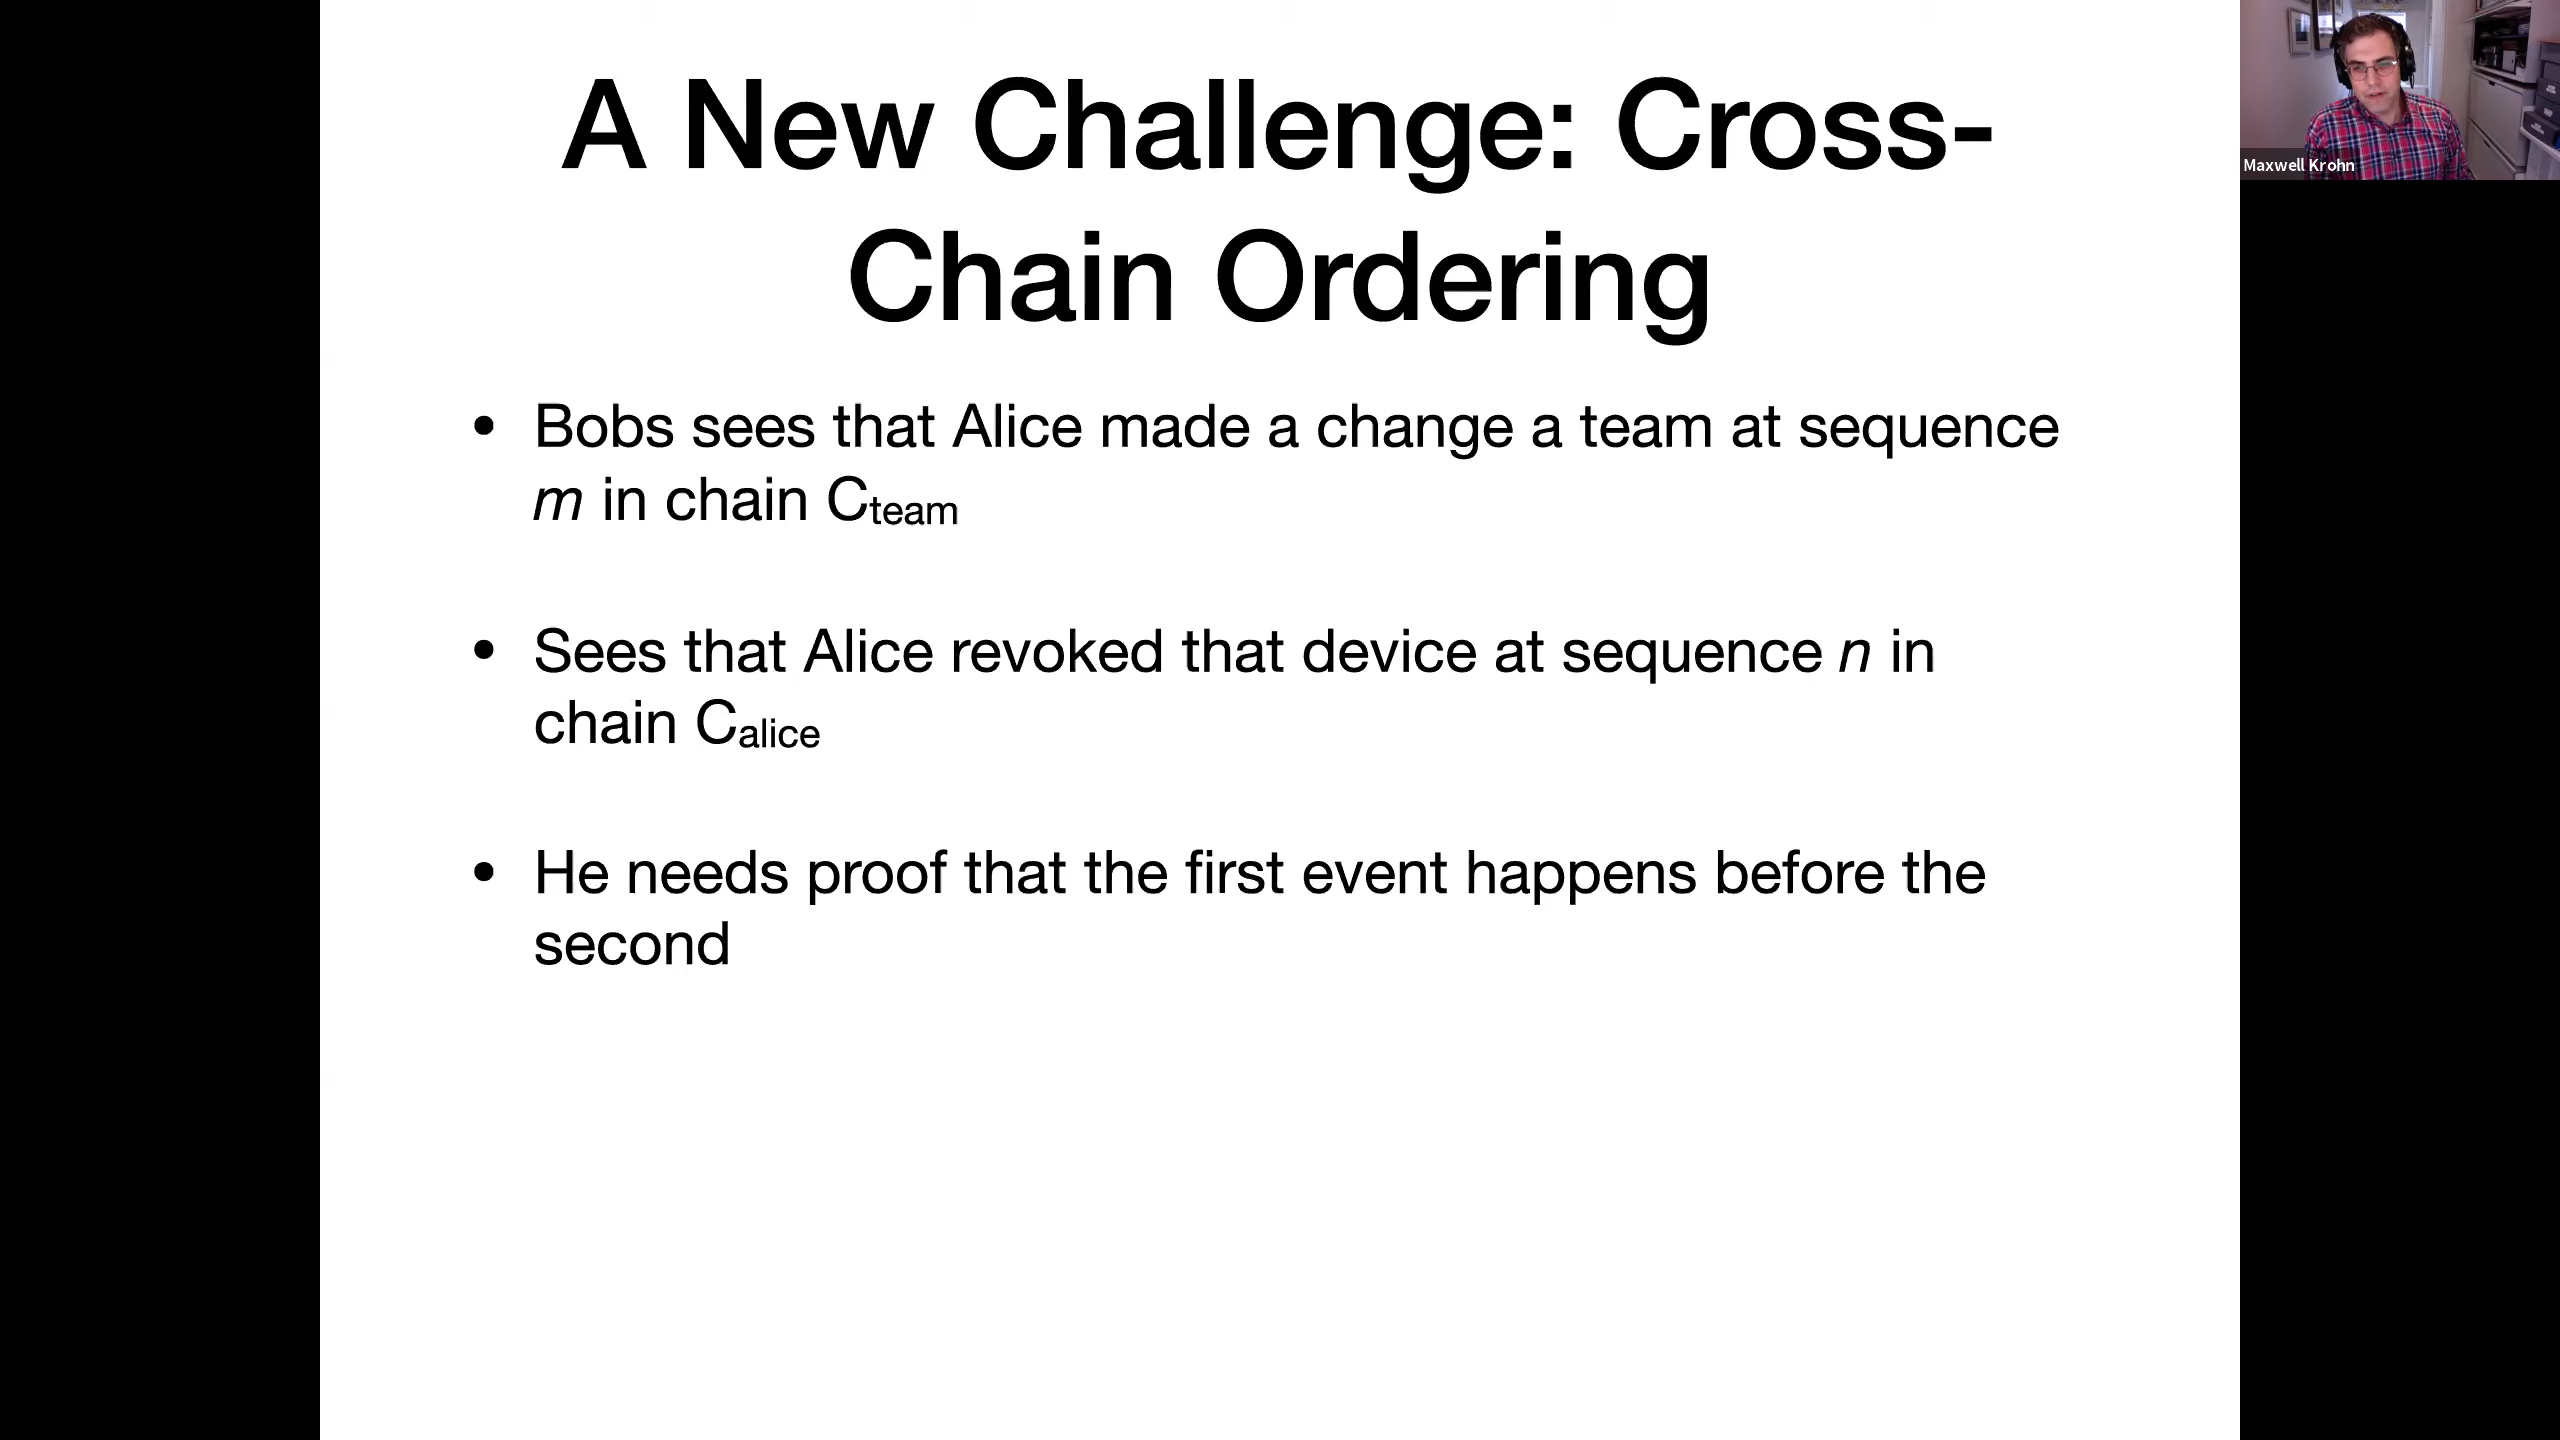 A New Challenge: Cross-
Chain Ordering
• Bobs sees that Alice made a change a team at sequence
m in chain Cteam
• Sees that Alice revoked that device at sequence n in
chain Calice
• He needs proof that the first event happens before the
second
Maxwell Krohn